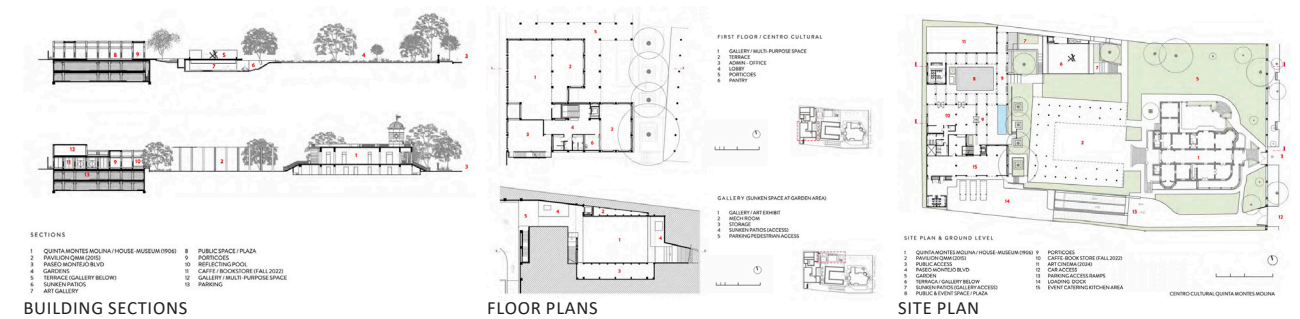 SECTIONS
1 QUINTA MONTES MOLINA / HOUSE-MUSEUM (1906)
2 PAVILION QMM (2015)
3 PASEO MONTEJO BLVD
4 GARDENS
5 TERRACE (GALLERY BELOW)
6 SUNKEN PATIOS
7 ART GALLERY
8 PUBLIC SPACE / PLAZA
9 PORTICOES
10 REFLECTING POOL
11 CAFFE / BOOKSTORE (FALL 2022)
12 GALLERY / MULTI-PURPOSE SPACE
13 PARKING
BUILDING SECTIONS
FIRST FLOOR / CENTRO CULTURAL
1 GALLERY / MULTI-PURPOSE SPACE
2 TERRACE
3 ADMIN - OFFICE
4 LOBBY
5 PORTICOES
6 PANTRY
GALLERY (SUNKEN SPACE AT GARDEN AREA)
1 GALLERY / ART EXHIBIT
2 MECH ROOM
3 STORAGE
4 SUNKEN PATIOS (ACCESS)
5 PARKING PEDESTRIAN ACCESS
FLOOR PLANS
SITE PLAN & GROUND LEVEL
1 QUINTA MONTES MOLINA / HOUSE-MUSEUM (1906)
2 PAVILION QMM (2015)
3 PUBLIC ACCESS
4 PASEO MONTEJO BLVD
5 GARDEN
6 TERRACA / GALLERY BELOW
7 SUNKEN PATIOS (GALLERY ACCESS)
8 PUBLIC & EVENT SPACE / PLAZA
9 PORTICOES
10 CAFFE-BOOK STORE (FALL 2022)
11 ART CINEMA (2024)
12 CAR ACCESS
13 PARKING ACCESS RAMPS
14 LOADING DOCK
15 EVENT CATERING KITCHEN AREA
CENTRO CULTURAL QUINTA MONTES MOLINA
SITE PLAN